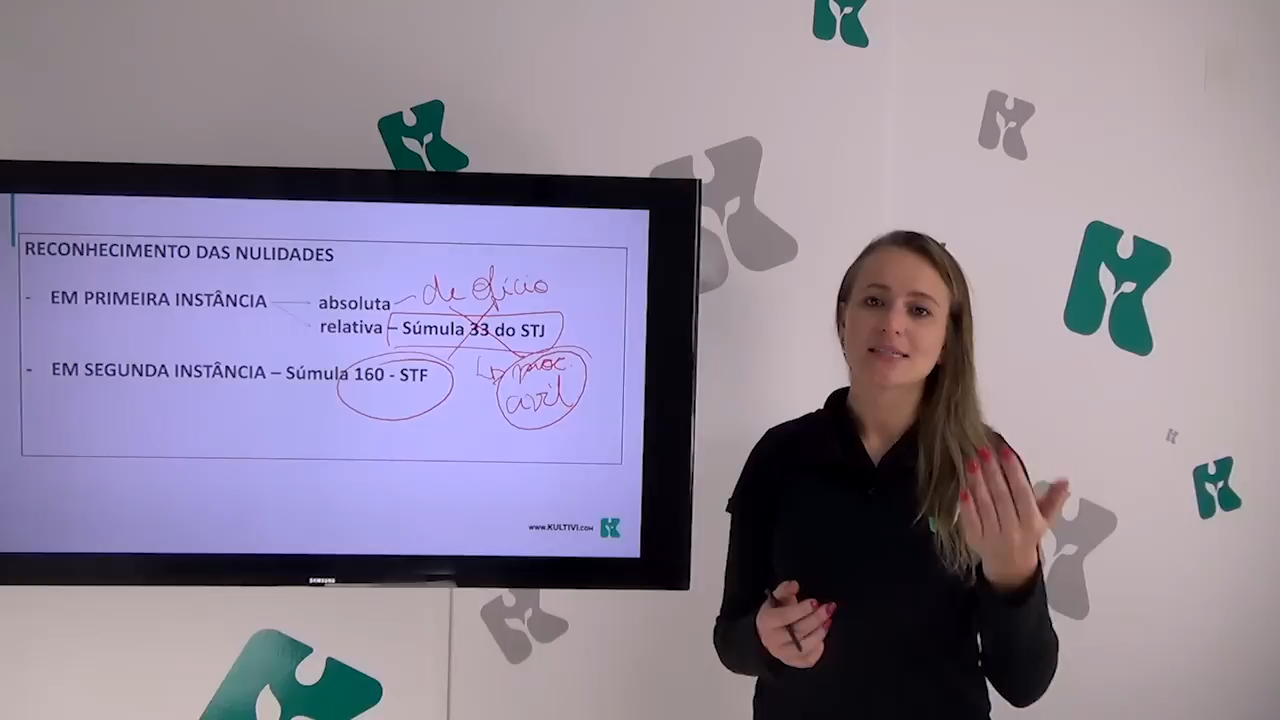 RECONHECIMENTO DAS NULIDADES
- EM PRIMEIRA INSTÂNCIA absoluta de ofício
relativa – Súmula 33 do STJ
- EM SEGUNDA INSTÂNCIA – Súmula 160 - STF
proc.
civil
WWW.KULTIVI.COM
SAMSUNG